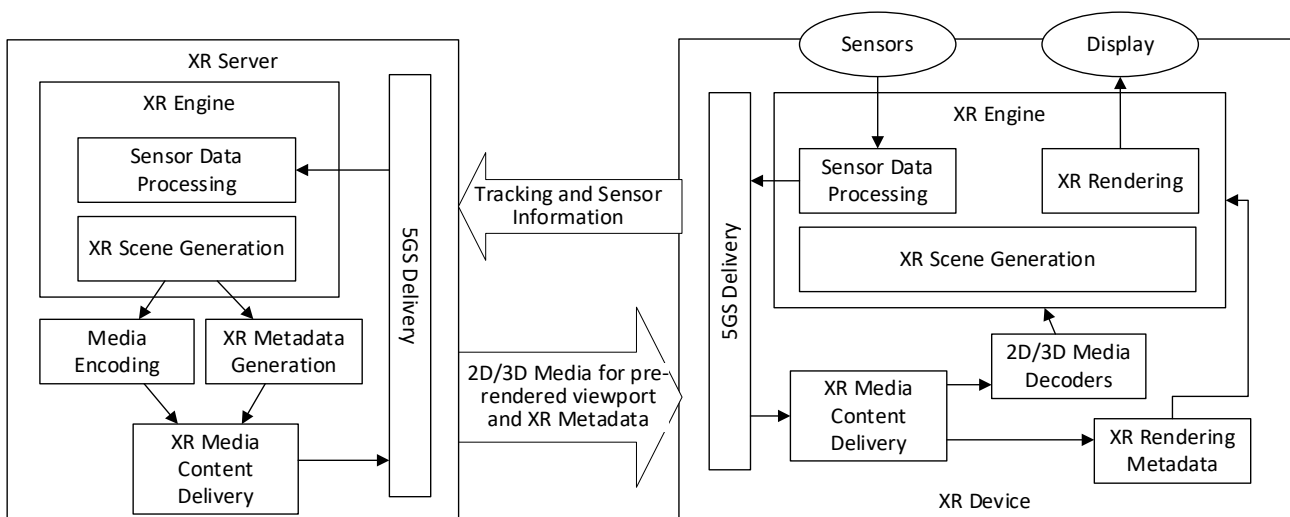 XR Server
XR Engine
Sensor Data
Processing
XR Scene Generation
Media
Encoding
XR Metadata
Generation
XR Media
Content
Delivery
5GS Delivery
Tracking and Sensor
Information
2D/3D Media for pre-
rendered viewport
and XR Metadata
Sensors
Display
5GS Delivery
XR Engine
Sensor Data
Processing
XR Rendering
XR Scene Generation
2D/3D Media
Decoders
XR Media
Content
Delivery
XR Rendering
Metadata
XR Device